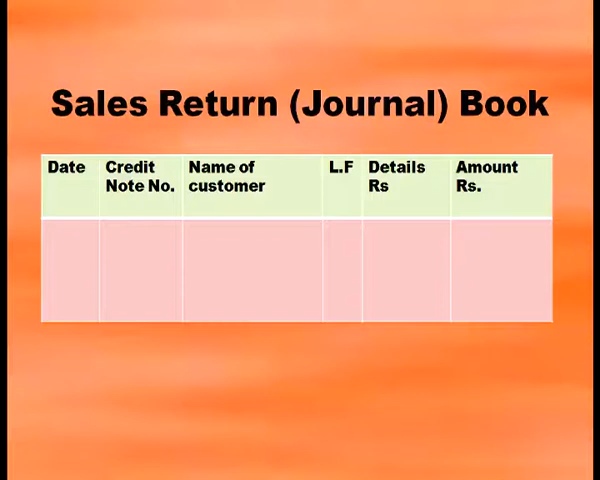 Sales Return (Journal) Book
Date Credit Note No. Name of customer L.F Details Rs Amount Rs.